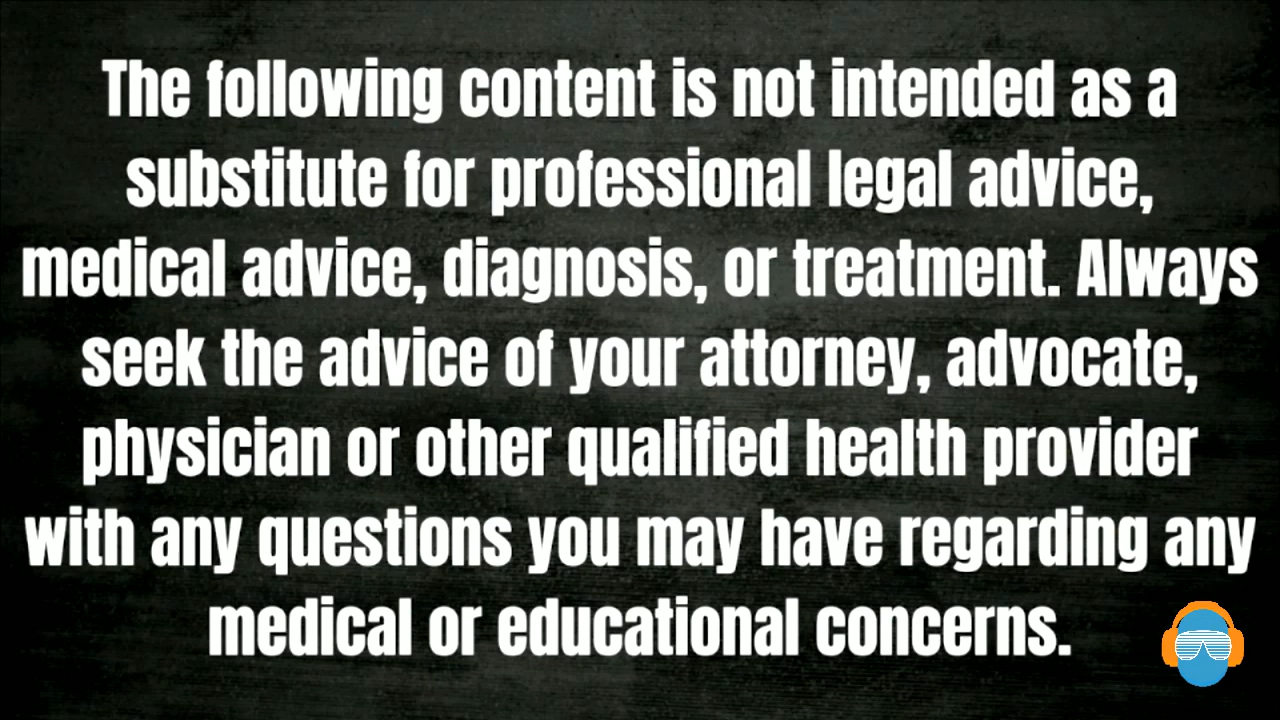 The following content is not intended as a
substitute for professional legal advice,
medical advice, diagnosis, or treatment. Always
seek the advice of your attorney, advocate,
physician or other qualified health provider
with any questions you may have regarding any
medical or educational concerns.